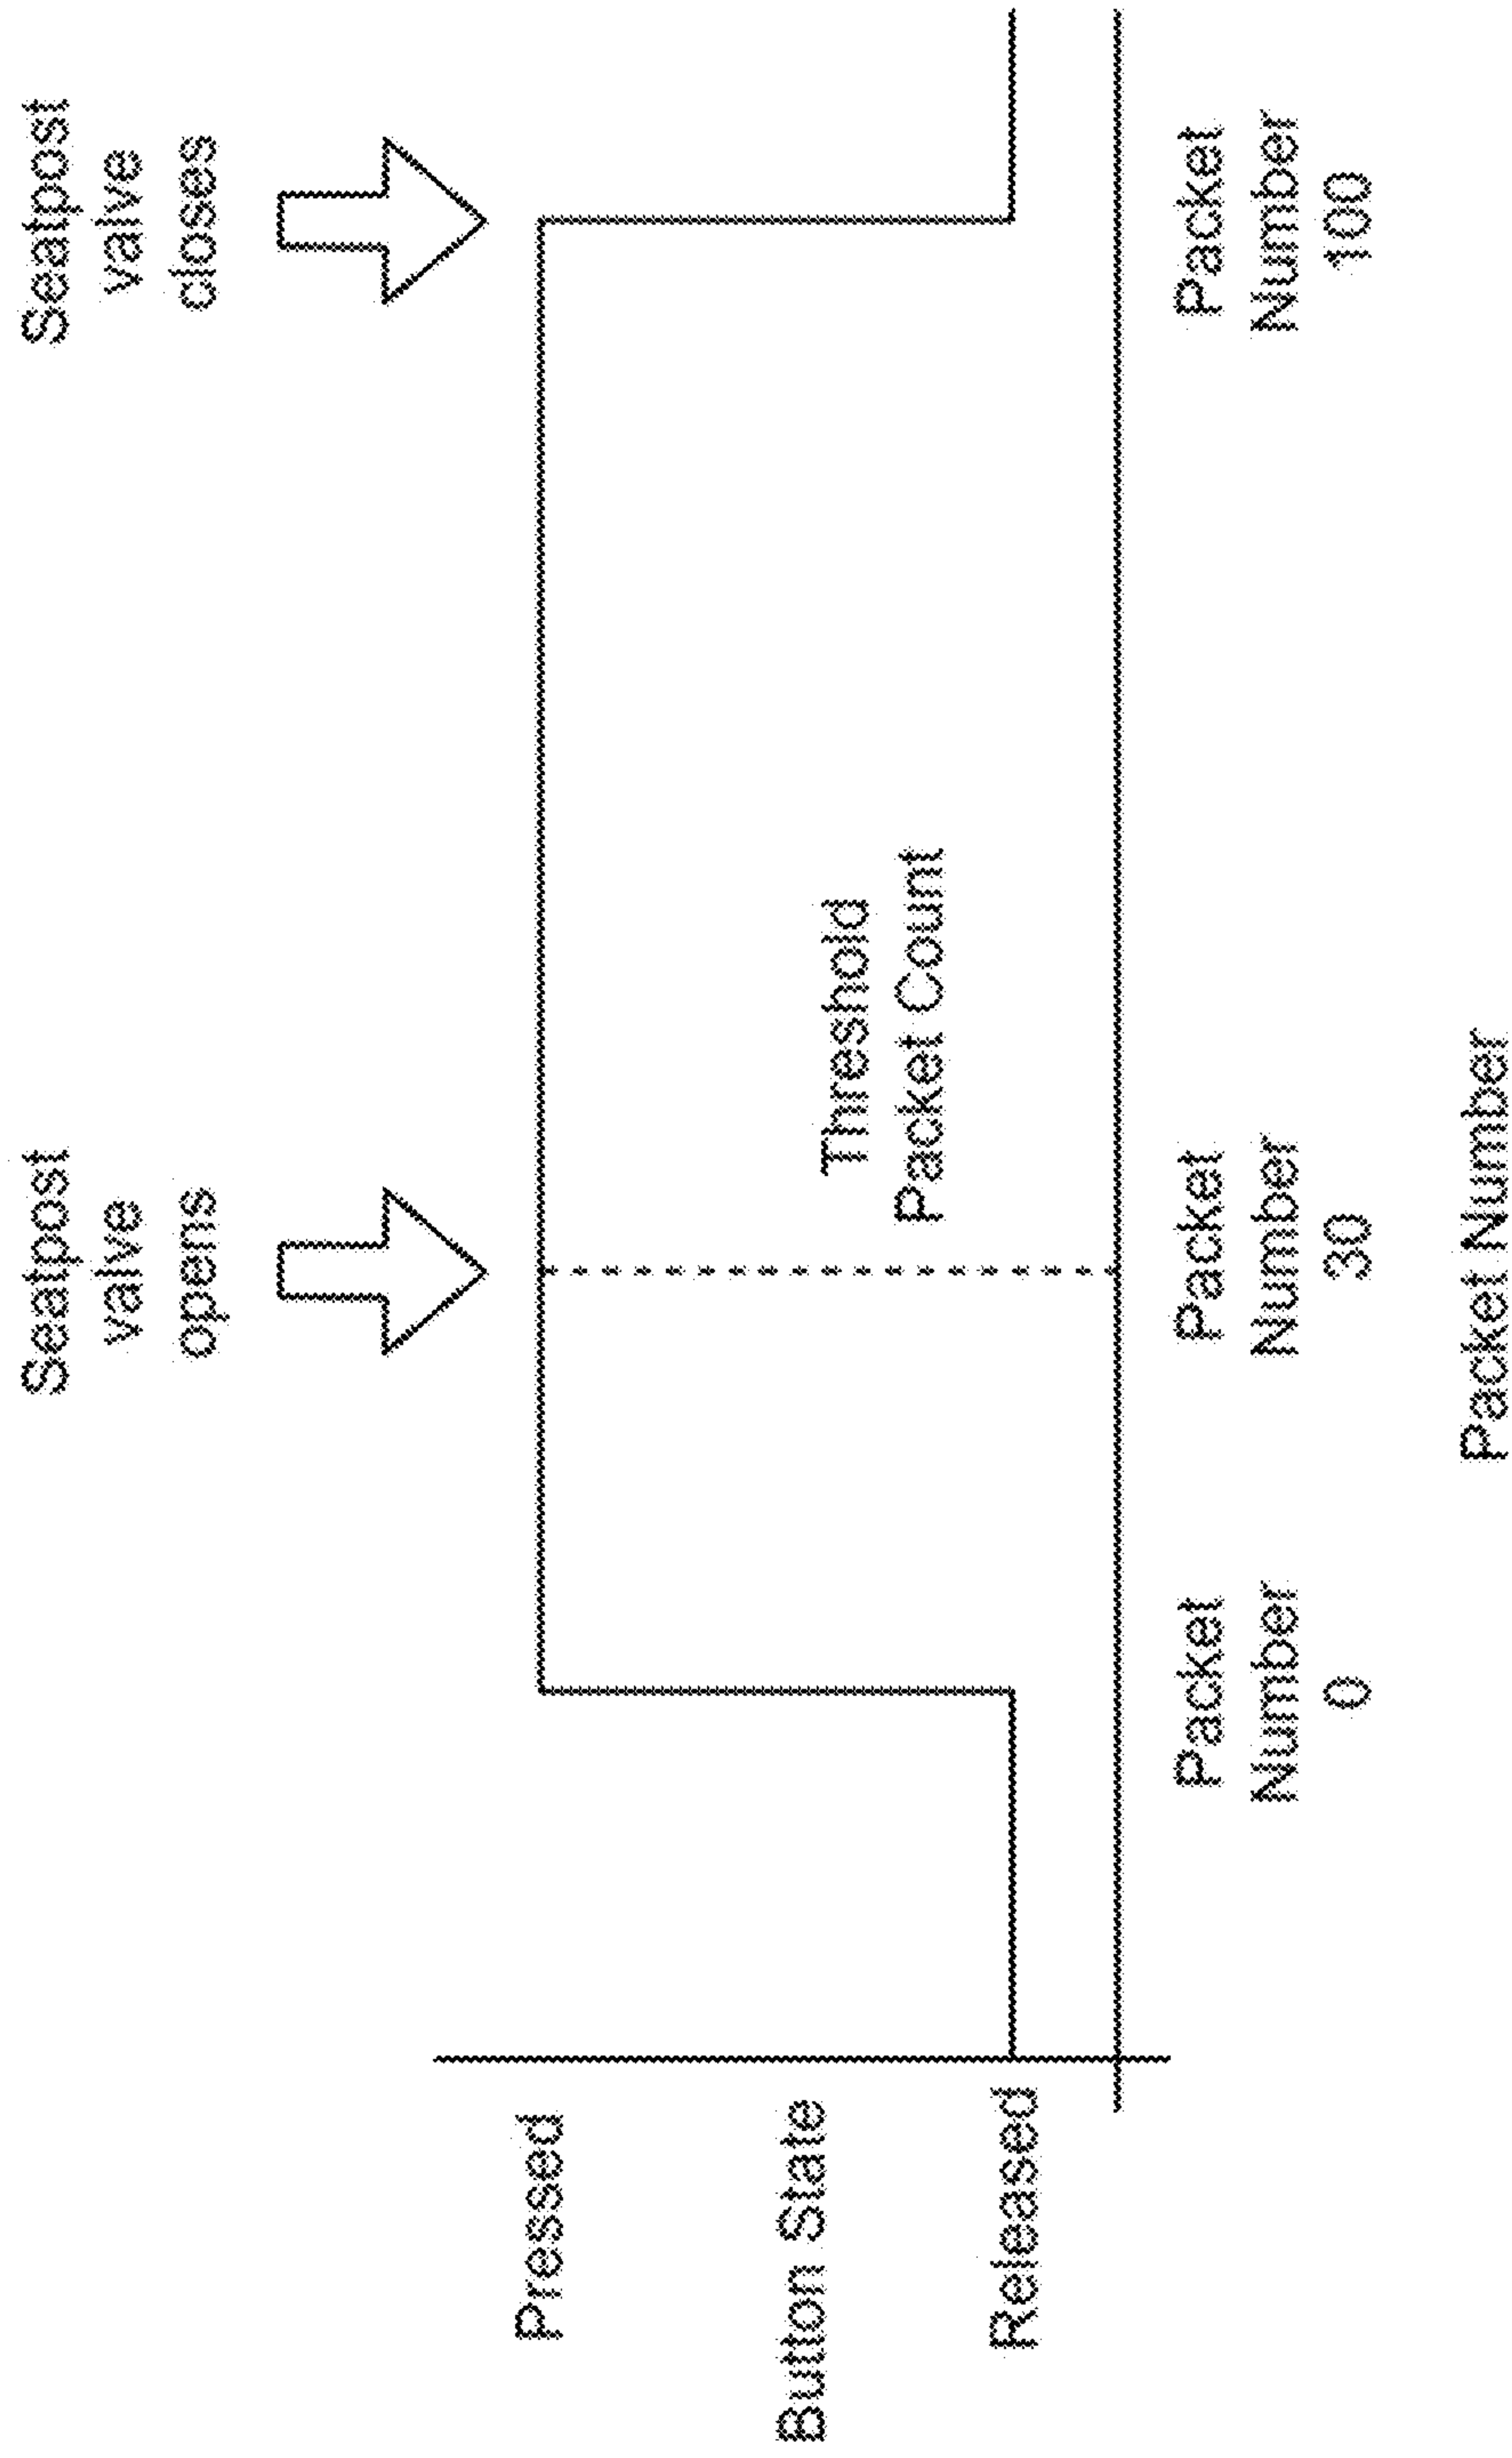 Seatpost
valve
opens
Seatpost
valve
closes
Pressed
Button State
Released
Threshold
Packet Count
Packet
Number
0
Packet
Number
30
Packet
Number
100
Packet Number